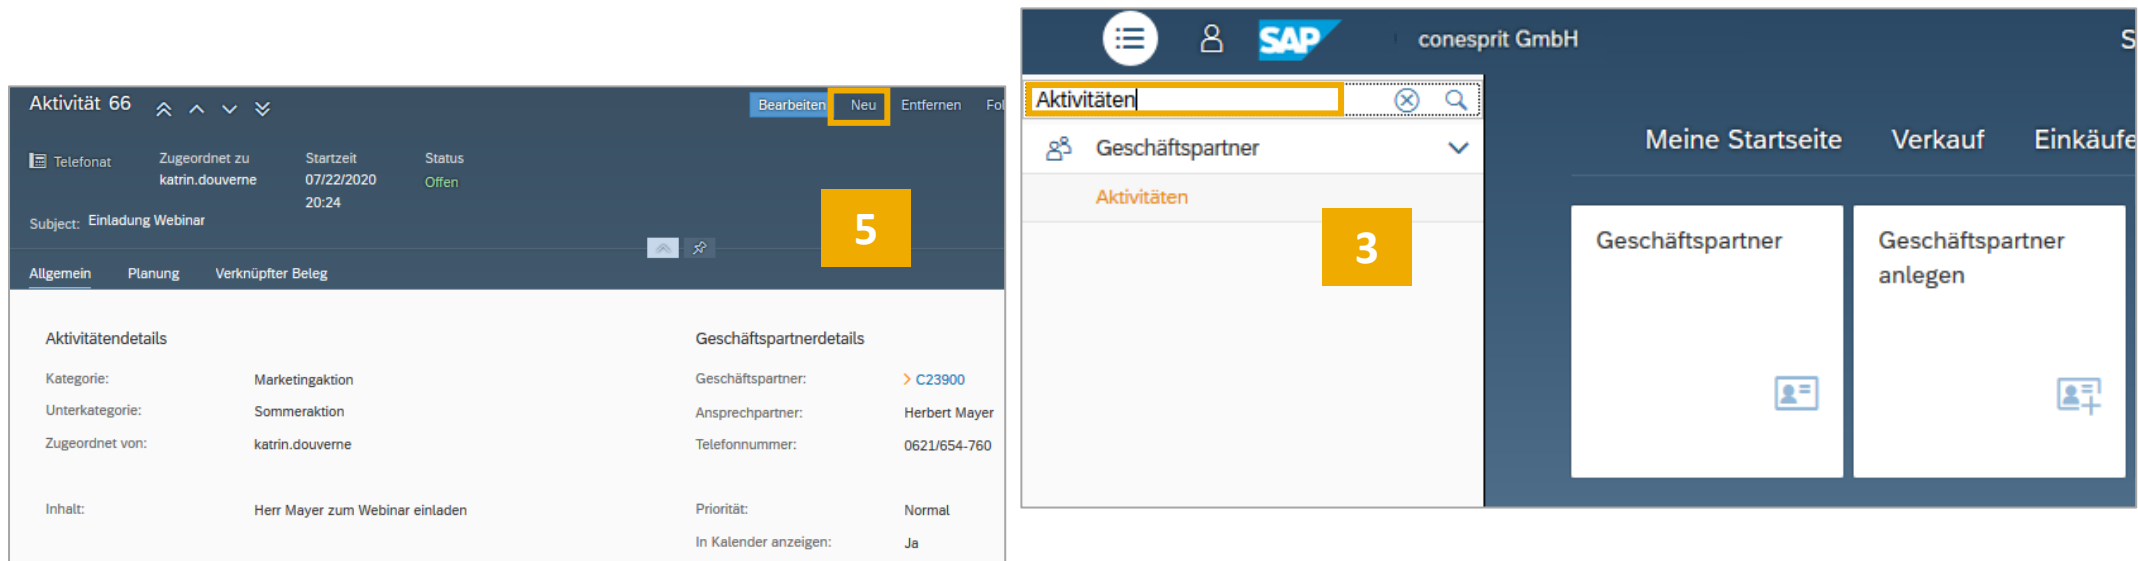 Aktivität 66
Bearbeiten Neu Entfernen Fol
Telefonat
Zugeordnet zu
katrin.douverne
Startzeit
07/22/2020
20:24
Status
Offen
Subject: Einladung Webinar
5
Allgemein Planung Verknüpfter Beleg
Aktivitätendetails
Kategorie: Marketingaktion
Unterkategorie: Sommeraktion
Zugeordnet von: katrin.douverne
Inhalt: Herr Mayer zum Webinar einladen
Geschäftspartnerdetails
Geschäftspartner: C23900
Ansprechpartner: Herbert Mayer
Telefonnummer: 0621/654-760
Priorität: Normal
In Kalender anzeigen: Ja
SAP conesprit GmbH S
Aktivitäten
Geschäftspartner
Aktivitäten
3
Meine Startseite Verkauf Einkäufe
Geschäftspartner
Geschäftspartner
anlegen